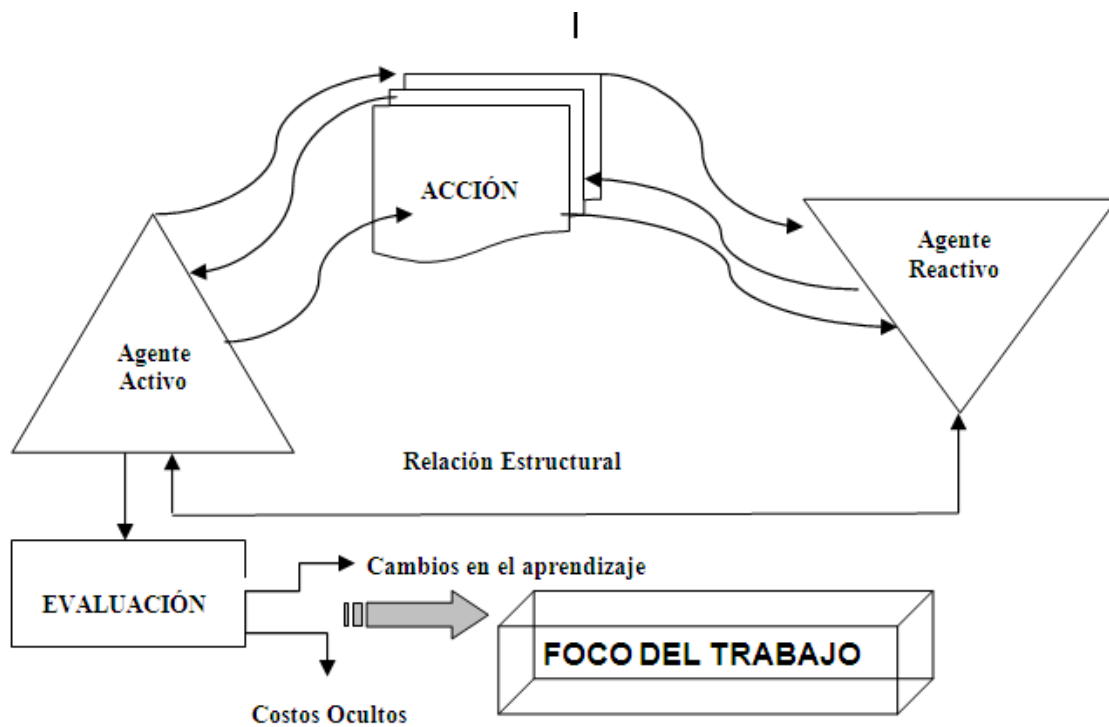 ACCIÓN
Agente
Reactivo
Agente
Activo
Relación Estructural
Cambios en el aprendizaje
EVALUACIÓN
FOCO DEL TRABAJO
Costos Ocultos